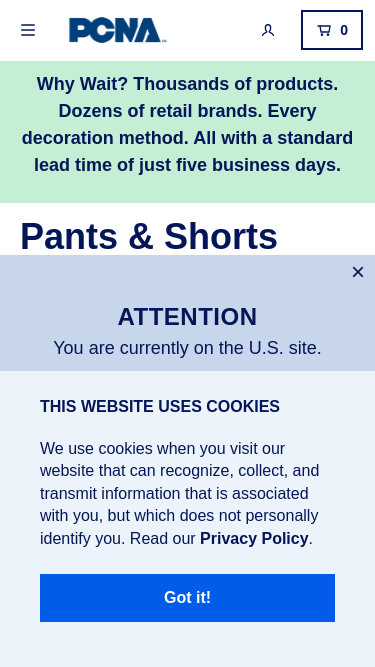 PCNA
0
Why Wait? Thousands of products.
Dozens of retail brands. Every
decoration method. All with a standard
lead time of just five business days.
Pants & Shorts
×
ATTENTION
You are currently on the U.S. site.
THIS WEBSITE USES COOKIES
We use cookies when you visit our
website that can recognize, collect, and
transmit information that is associated
with you, but which does not personally
identify you. Read our Privacy Policy.
Got it!